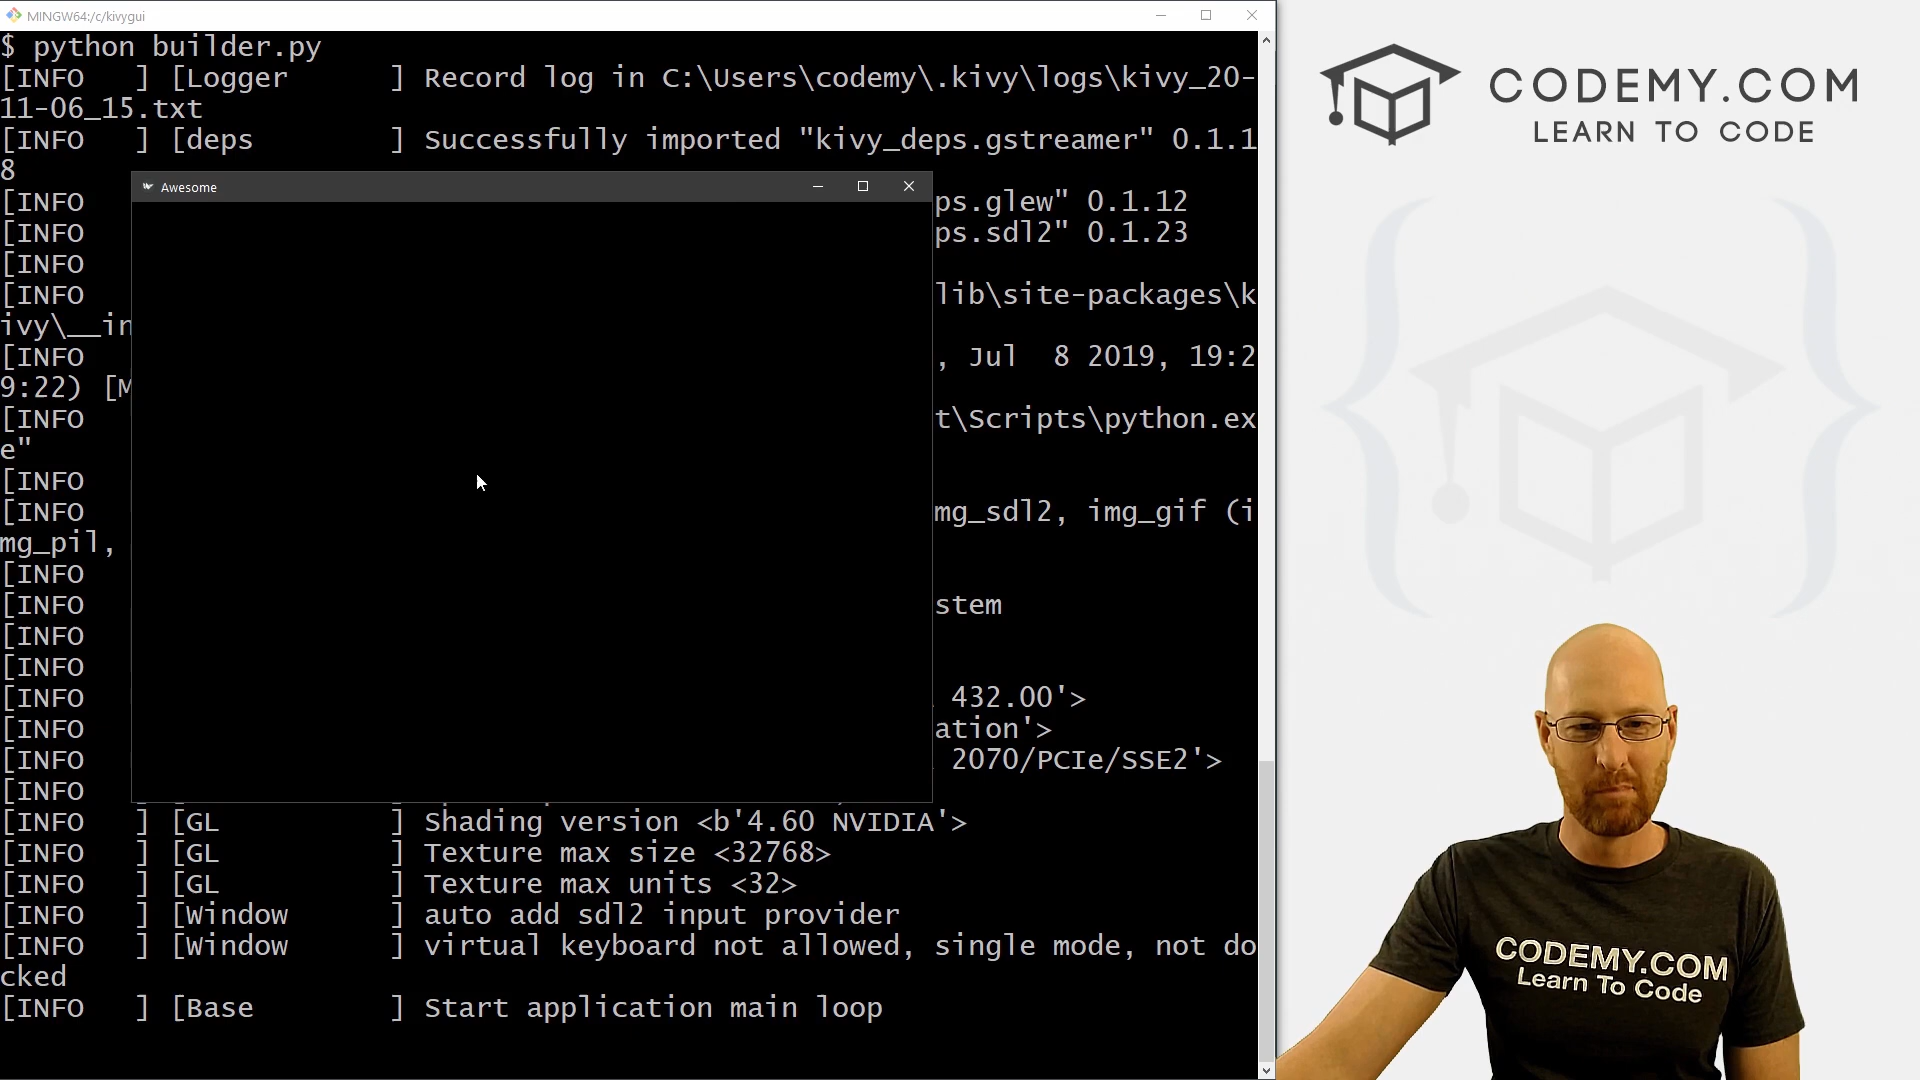 MINGW64:/c/kivygui
$ python builder.py
[INFO   ] [Logger      ] Record log in C:\Users\codemy\.kivy\logs\kivy_20-
11-06_15.txt
[INFO   ] [deps        ] Successfully imported "kivy_deps.gstreamer" 0.1.1
8
Awesome
[INFO ps.glew" 0.1.12
[INFO ps.sdl2" 0.1.23
[INFO
[INFO lib\site-packages\k
ivy\__in
[INFO , Jul  8 2019, 19:2
9:22) [M
[INFO t\Scripts\python.ex
e"
[INFO
[INFO mg_sdl2, img_gif (i
mg_pil,
[INFO
[INFO stem
[INFO
[INFO
[INFO 432.00'>
[INFO ation'>
[INFO 2070/PCIe/SSE2'>
[INFO
[INFO   ] [GL          ] Shading version <b'4.60 NVIDIA'>
[INFO   ] [GL          ] Texture max size <32768>
[INFO   ] [GL          ] Texture max units <32>
[INFO   ] [Window      ] auto add sdl2 input provider
[INFO   ] [Window      ] virtual keyboard not allowed, single mode, not do
cked
[INFO   ] [Base        ] Start application main loop
CODEMY.COM
LEARN TO CODE
CODEMY.COM
Learn To Code